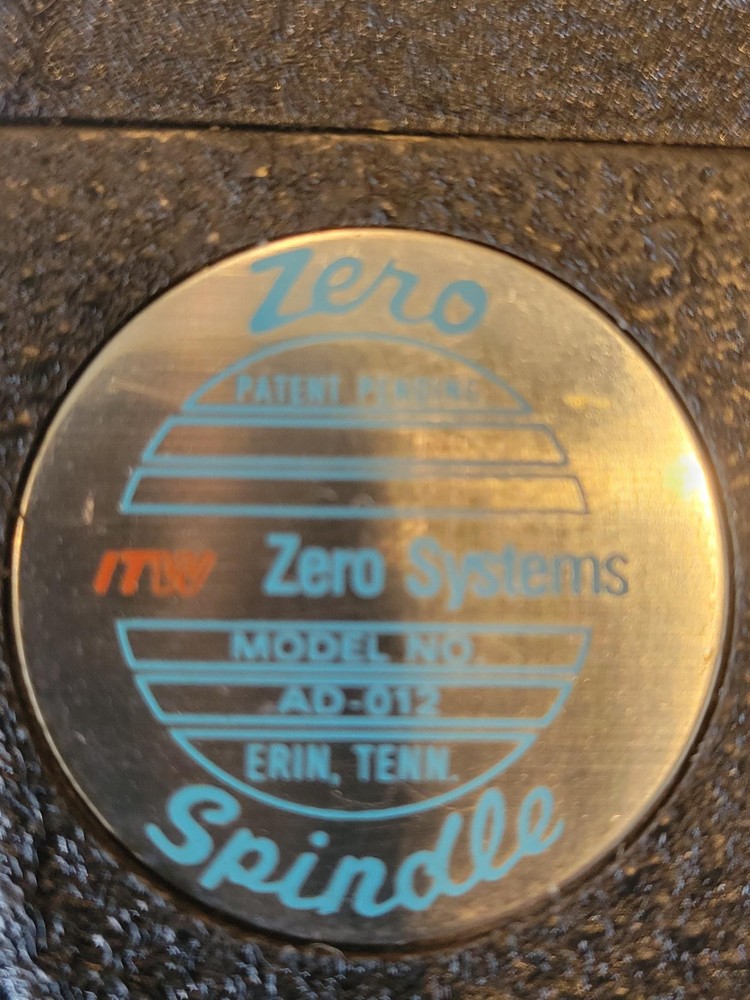 Zero
PATENT PENDING
ITW Zero Systems
MODEL NO.
AD-012
ERIN, TENN.
Spindle